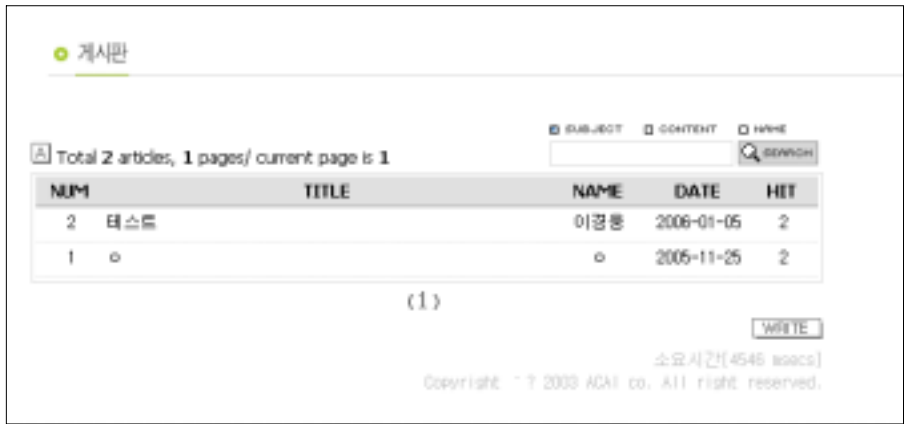 게시판
SUBJECT CONTENT NAME
A Total 2 articles, 1 pages/ current page is 1 SEARCH
NUM TITLE NAME DATE HIT
2 테스트 이경룡 2006-01-05 2
1 ㅇ ㅇ 2005-11-25 2
(1)
WRITE
소요시간[4546 msecs]
Copyright ¨? 2003 ACAI co. All right reserved.